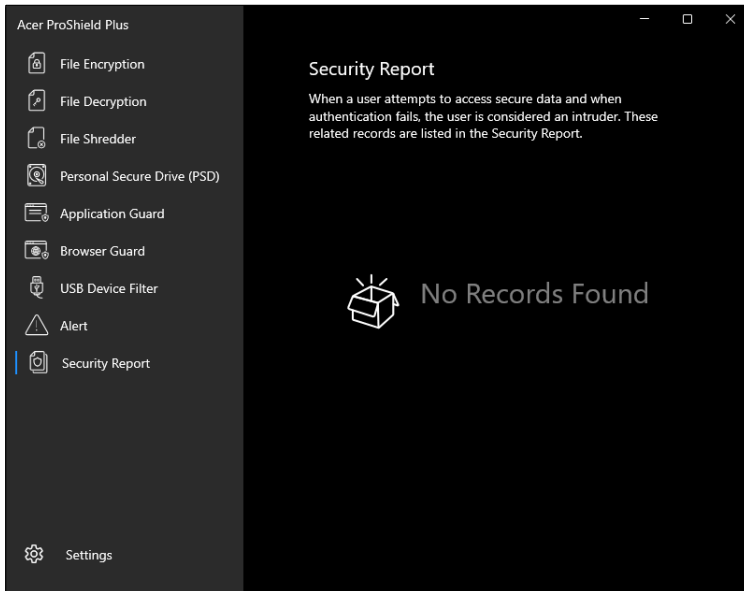 Acer ProShield Plus
File Encryption
File Decryption
File Shredder
Personal Secure Drive (PSD)
Application Guard
Browser Guard
USB Device Filter
Alert
Security Report
Settings
Security Report
When a user attempts to access secure data and when
authentication fails, the user is considered an intruder. These
related records are listed in the Security Report.
No Records Found